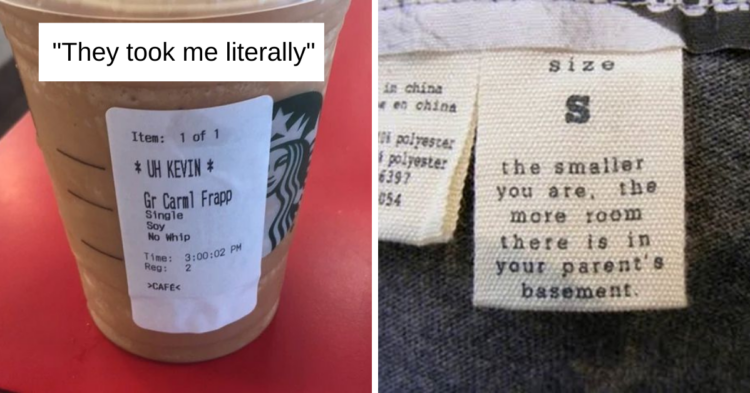 "They took me literally"
Item: 1 of 1
* UH KEVIN *
Gr Carml Frapp
Single
Soy
No Whip
Time: 3:00:02 PM
Reg: 2
>CAFE<
in china
en china
polyester
polyester
6397
054
size
S
the smaller
you are, the
more room
there is in
your parent's
basement.